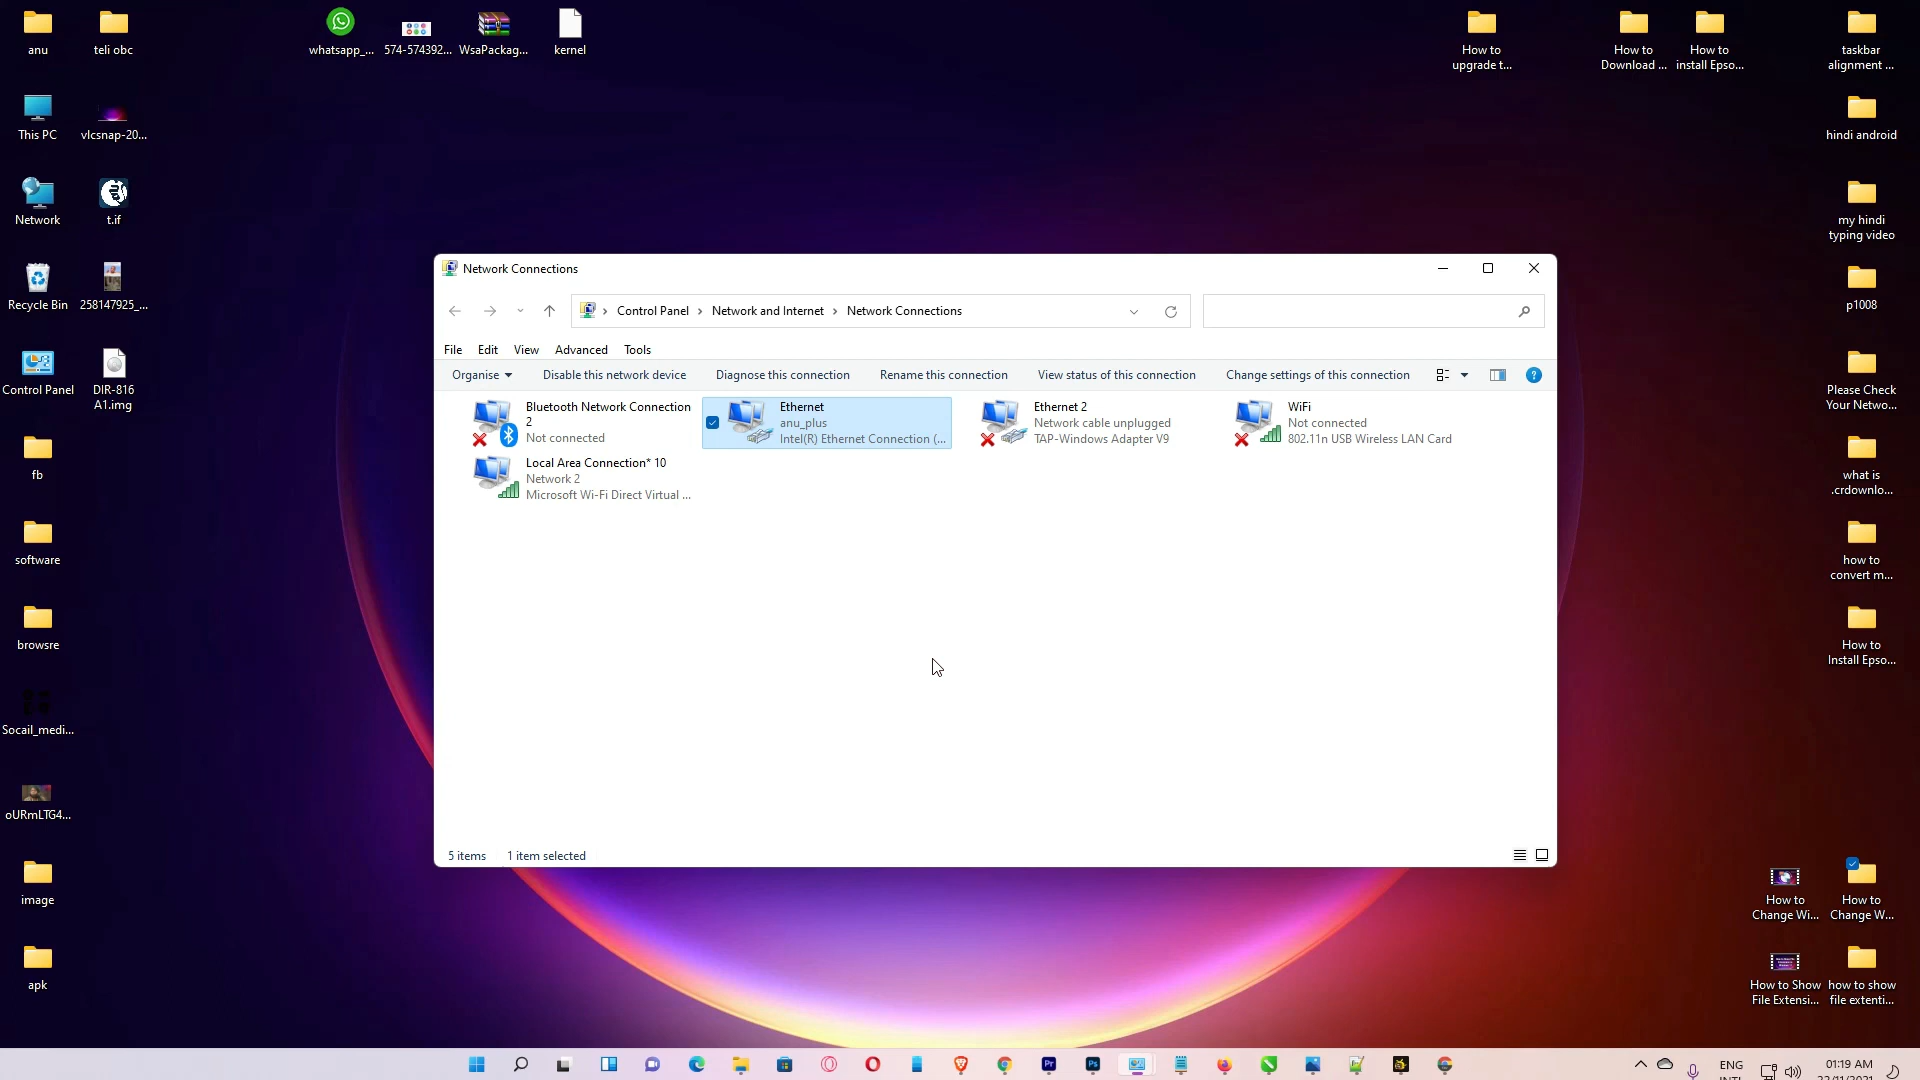 anu
teli obc
whatsapp_...
574-574392...
WsaPackag...
kernel
How to
upgrade t...
How to
Download ...
How to
install Epso...
taskbar
alignment ...
This PC
vlcsnap-20...
hindi android
Network
t.if
my hindi
typing video
Recycle Bin
258147925_...
p1008
Control Panel
DIR-816
A1.img
Please Check
Your Netwo...
fb
what is
.crdownlo...
software
how to
convert m...
browsre
How to
Install Epso...
Socail_medi...
oURmLTG4...
image
apk
How to
Change Wi...
How to
Change W...
How to Show
File Extensi...
how to show
file extenti...
Network Connections
Control Panel
Network and Internet
Network Connections
File
Edit
View
Advanced
Tools
Organise
Disable this network device
Diagnose this connection
Rename this connection
View status of this connection
Change settings of this connection
Bluetooth Network Connection
2
Not connected
Ethernet
anu_plus
Intel(R) Ethernet Connection (...
Ethernet 2
Network cable unplugged
TAP-Windows Adapter V9
WiFi
Not connected
802.11n USB Wireless LAN Card
Local Area Connection* 10
Network 2
Microsoft Wi-Fi Direct Virtual ...
5 items
1 item selected
Pr
Ps
ENG
INTL
01:19 AM
22/11/2021